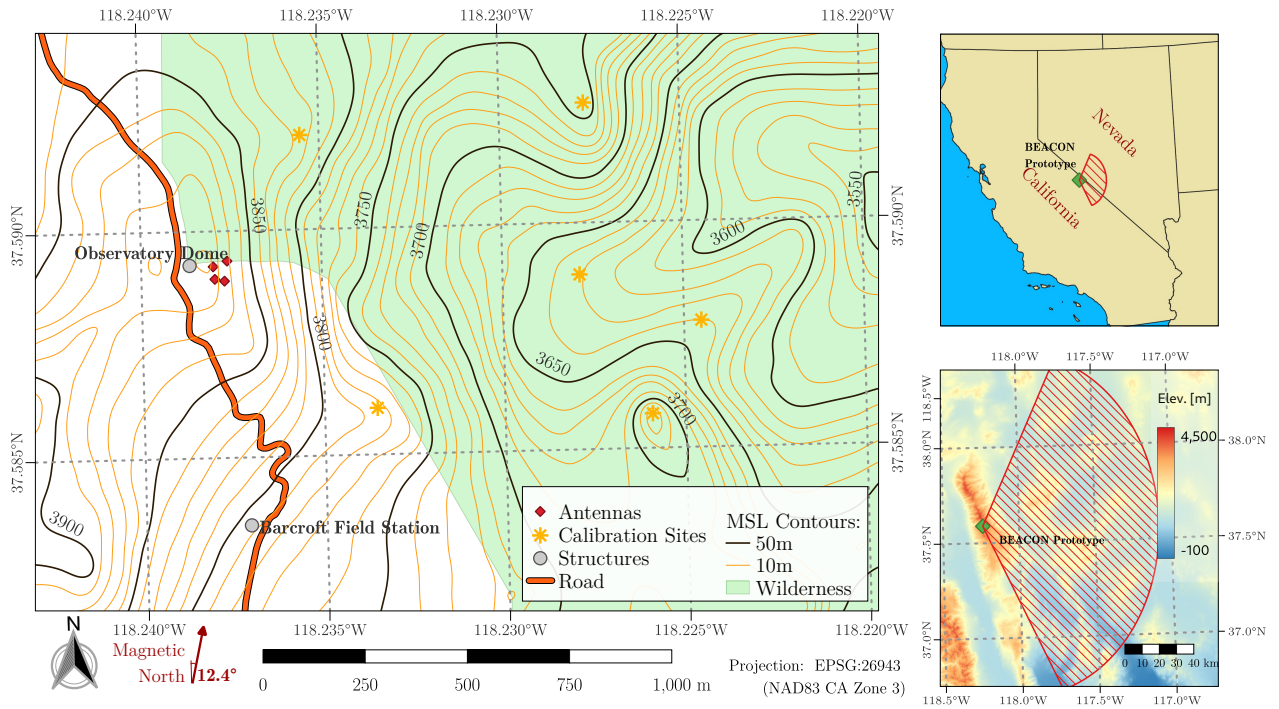 118.240°W 118.235°W 118.230°W 118.225°W 118.220°W
37.590°N
37.585°N
3850
3750
3700
3550
3600
3800
3650
3700
3900
Observatory Dome
Barcroft Field Station
37.590°N
37.585°N
Antennas
Calibration Sites
Structures
Road
MSL Contours:
50m
10m
Wilderness
118.240°W 118.235°W 118.230°W 118.225°W 118.220°W
N
Magnetic
North
12.4°
0 250 500 750 1,000 m
Projection: EPSG:26943
(NAD83 CA Zone 3)
Nevada
BEACON
Prototype
California
118.0°W 117.5°W 117.0°W
118.5°W
38.0°N
37.5°N
37.0°N
Elev. [m]
4,500
-100
BEACON Prototype
38.0°N
37.5°N
37.0°N
0 10 20 30 40 km
118.5°W 118.0°W 117.5°W 117.0°W